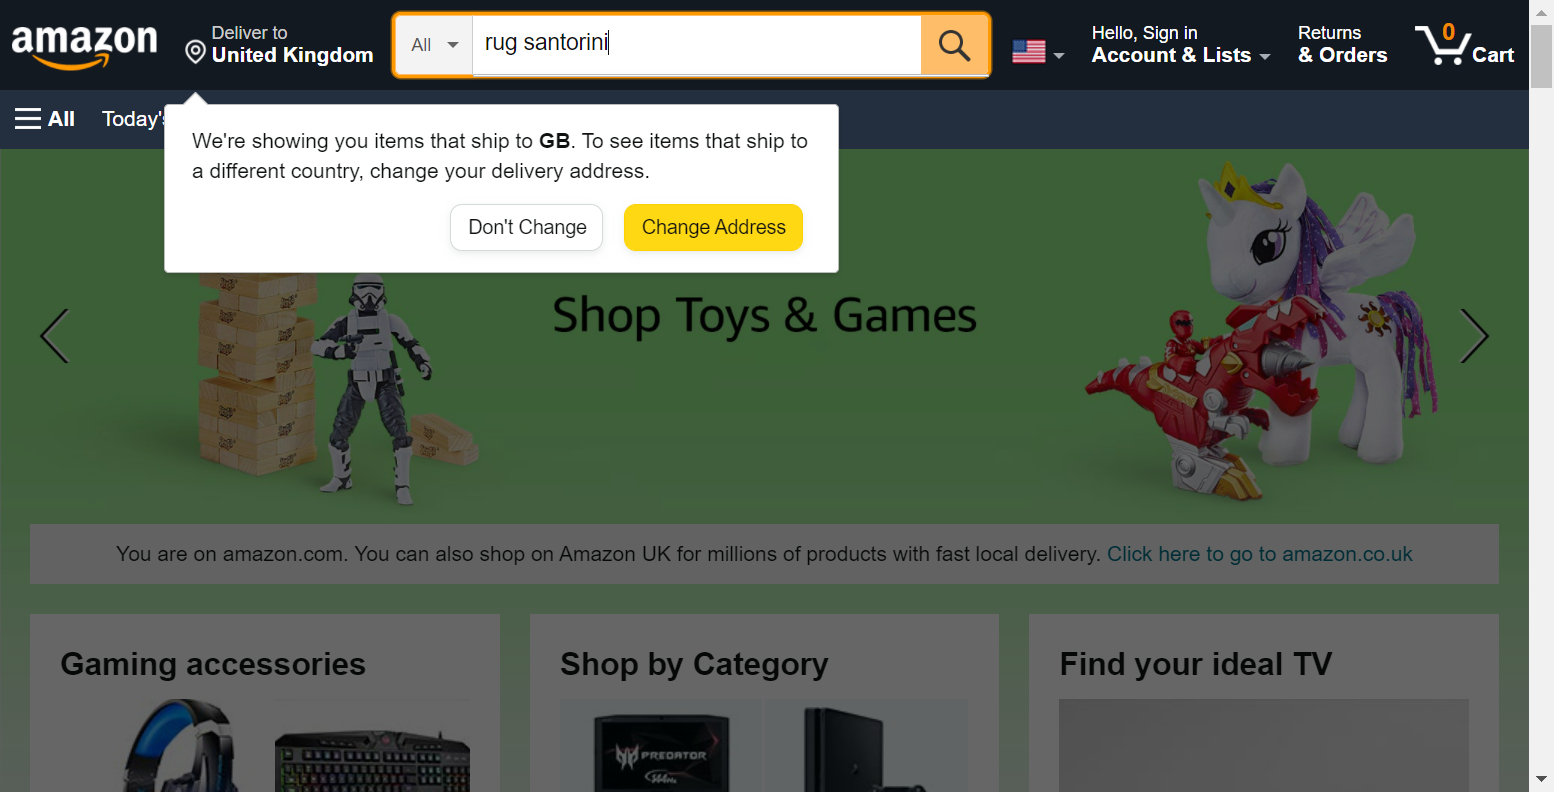 amazon
Deliver to
United Kingdom
All
rug santorini
Hello, Sign in
Account & Lists
Returns
& Orders
0
Cart
All
Today's
We're showing you items that ship to GB. To see items that ship to
a different country, change your delivery address.
Don't Change
Change Address
Shop Toys & Games
You are on amazon.com. You can also shop on Amazon UK for millions of products with fast local delivery. Click here to go to amazon.co.uk
Gaming accessories
Shop by Category
Find your ideal TV
PREDATOR
144Hz